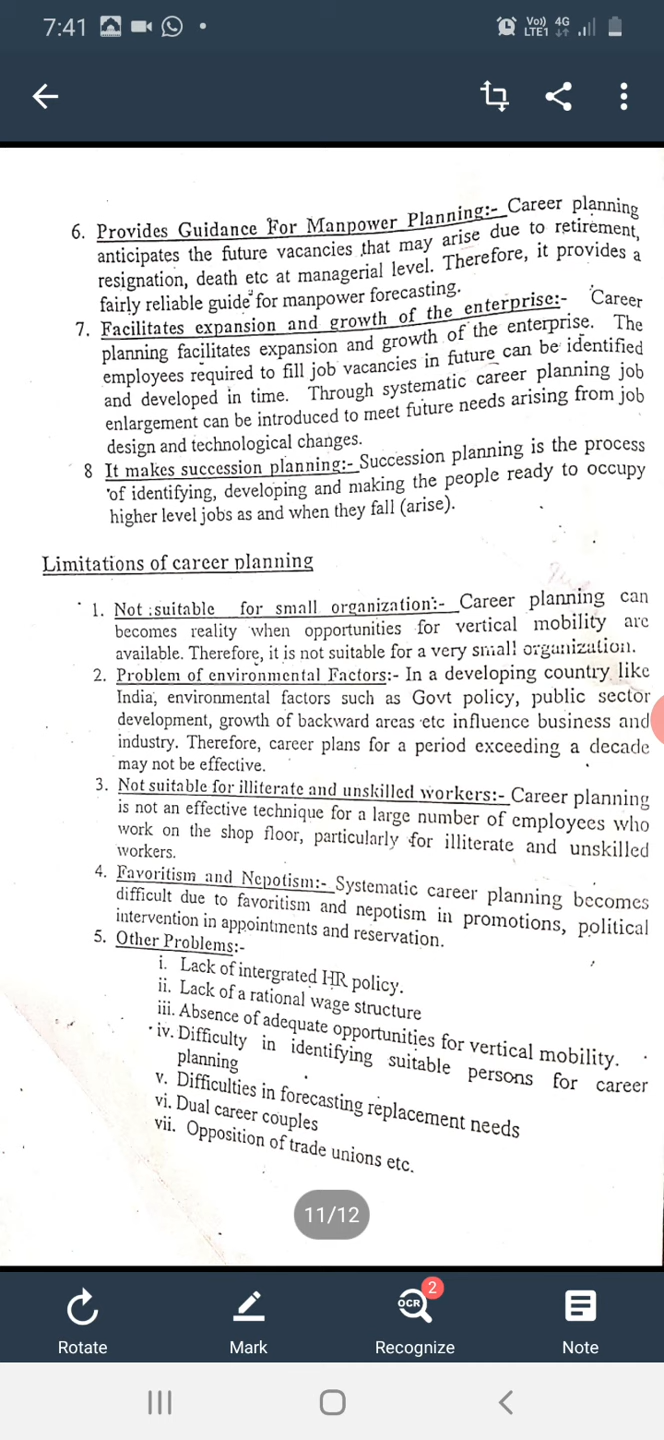 7:41
Vo)) 4G
LTE1
6. Provides Guidance For Manpower Planning:- Career planning
anticipates the future vacancies that may arise due to retirement,
resignation, death etc at managerial level. Therefore, it provides a
fairly reliable guide for manpower forecasting.
7. Facilitates expansion and growth of the enterprise:- Career
planning facilitates expansion and growth of the enterprise. The
employees required to fill job vacancies in future can be identified
and developed in time. Through systematic career planning job
enlargement can be introduced to meet future needs arising from job
design and technological changes.
8 It makes succession planning:- Succession planning is the process
of identifying, developing and making the people ready to occupy
higher level jobs as and when they fall (arise).
Limitations of career planning
1. Not :suitable for small organization:- Career planning can
becomes reality when opportunities for vertical mobility are
available. Therefore, it is not suitable for a very small organization.
2. Problem of environmental Factors:- In a developing country like
India, environmental factors such as Govt policy, public sector
development, growth of backward areas etc influence business and
industry. Therefore, career plans for a period exceeding a decade
may not be effective.
3. Not suitable for illiterate and unskilled workers:- Career planning
is not an effective technique for a large number of employees who
work on the shop floor, particularly for illiterate and unskilled
workers.
4. Favoritism and Nepotism:- Systematic career planning becomes
difficult due to favoritism and nepotism in promotions, political
intervention in appointments and reservation.
5. Other Problems:-
i. Lack of intergrated HR policy.
ii. Lack of a rational wage structure
iii. Absence of adequate opportunities for vertical mobility.
iv. Difficulty in identifying suitable persons for career
planning
v. Difficulties in forecasting replacement needs
vi. Dual career couples
vii. Opposition of trade unions etc.
11/12
OCR 2
Rotate Mark Recognize Note